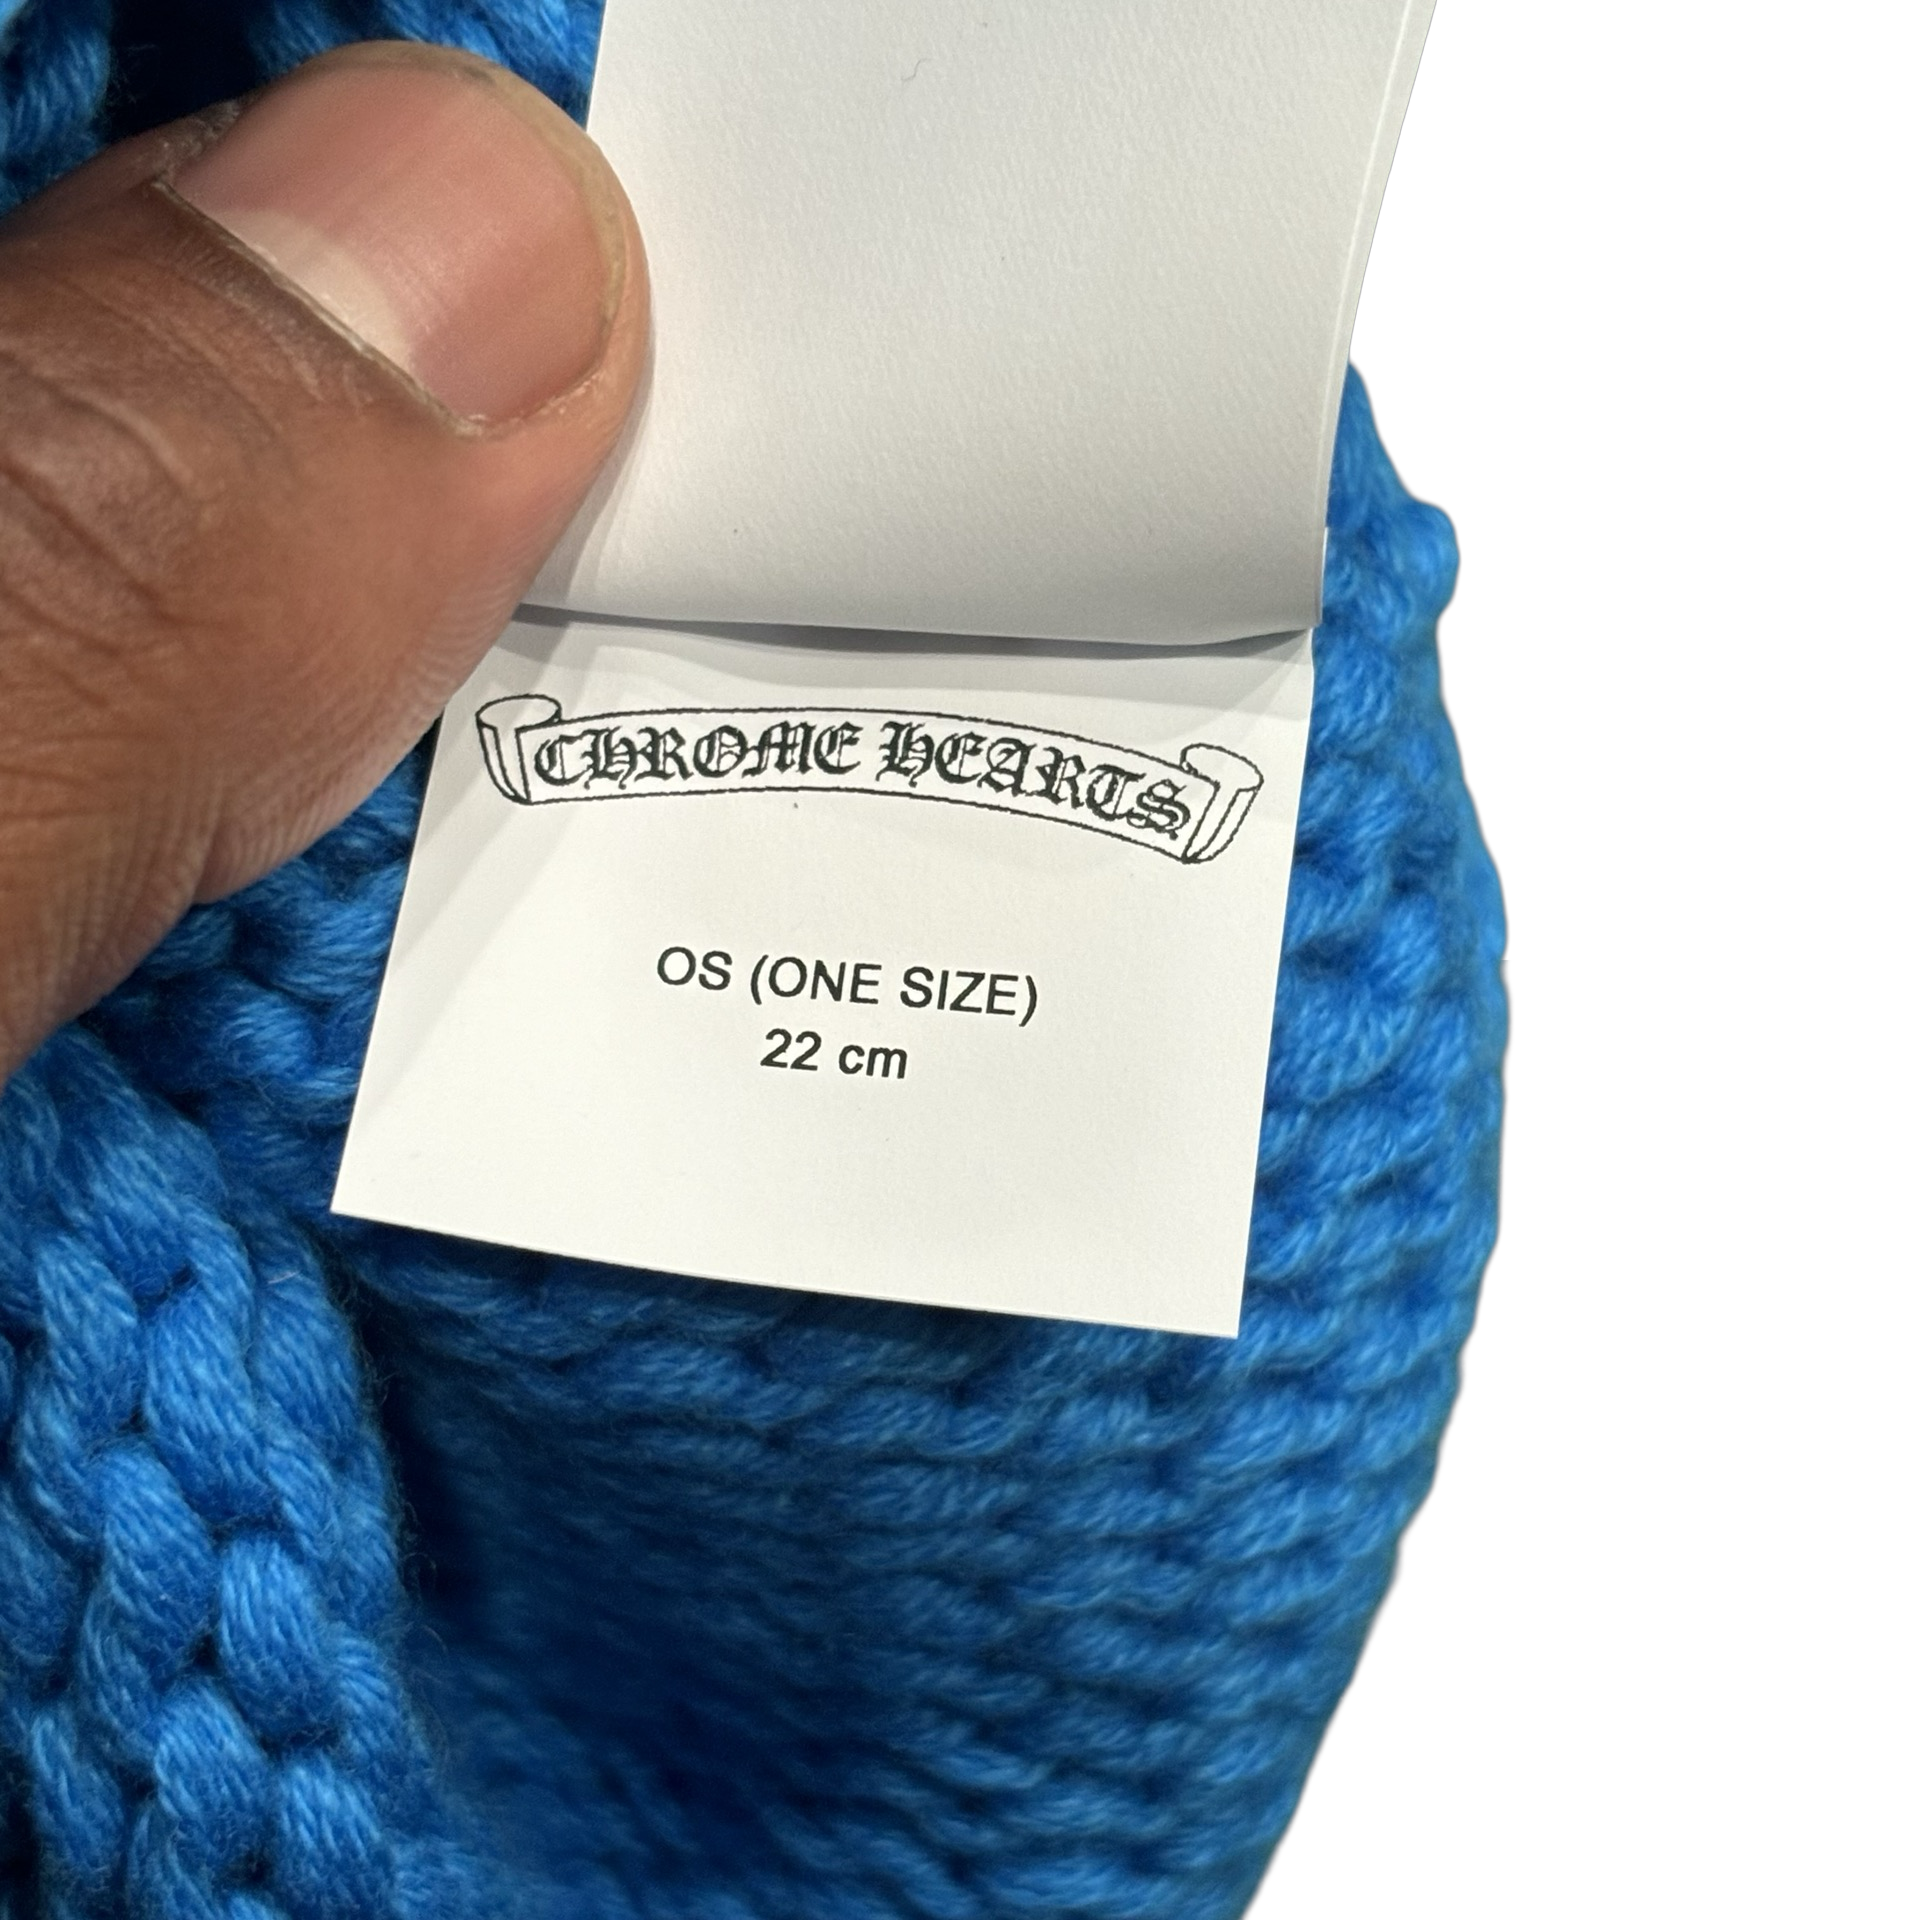 CHROME HEARTS
OS (ONE SIZE)
22 cm